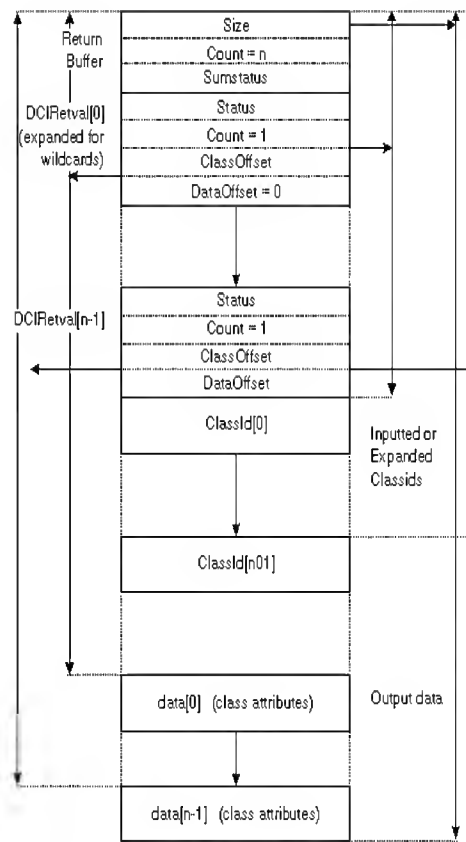 Return
Buffer
Size
Count = n
Sumstatus
DCIRetval[0]
(expanded for
wildcards)
Status
Count = 1
ClassOffset
DataOffset = 0
DCIRetval[n-1]
Status
Count = 1
ClassOffset
DataOffset
ClassId[0]
Inputted or
Expanded
Classids
ClassId[n01]
data[0] (class attributes)
Output data
data[n-1] (class attributes)